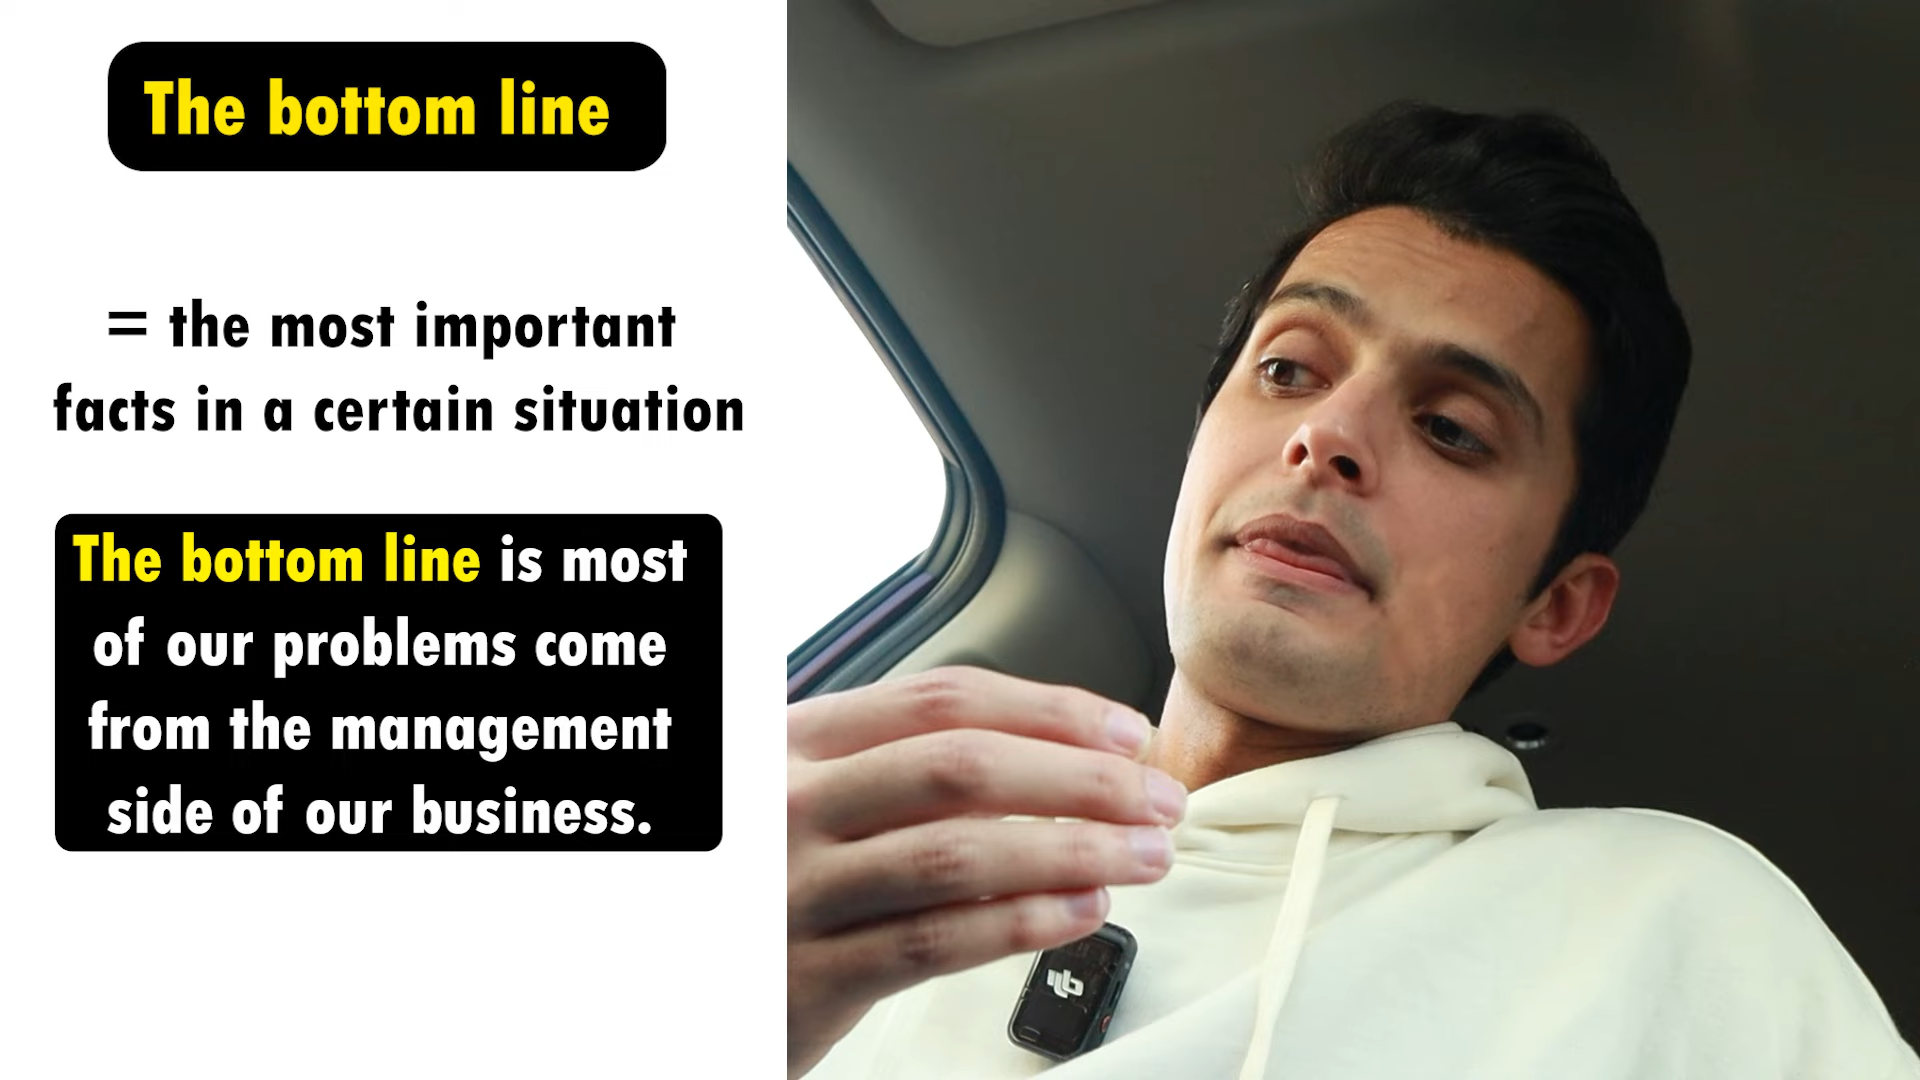 The bottom line
= the most important
facts in a certain situation
The bottom line is most
of our problems come
from the management
side of our business.
dji